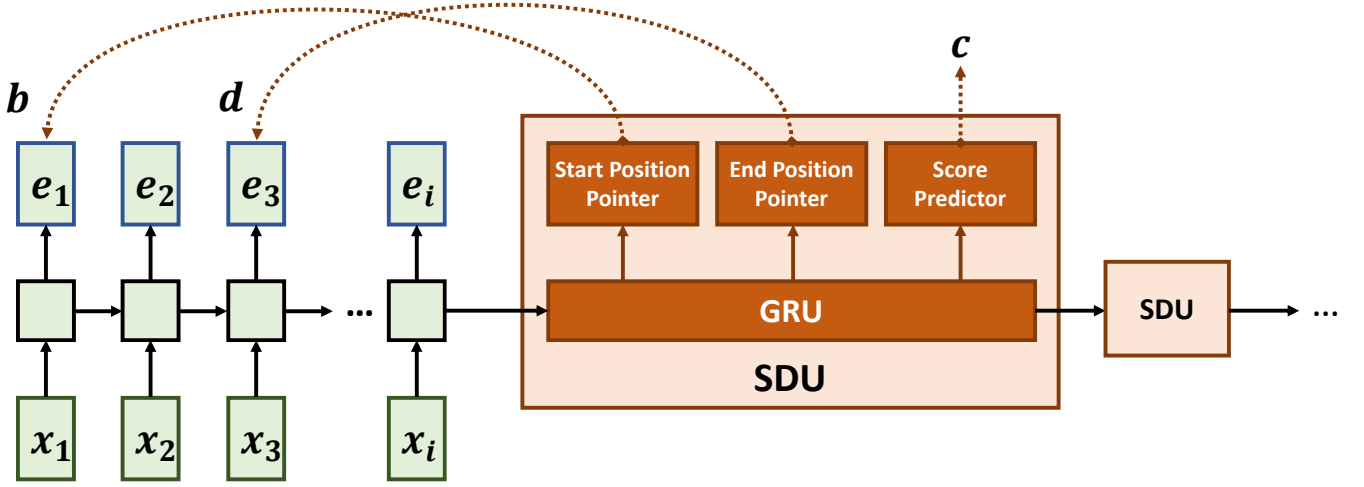 c
b d
e₁ e₂ e₃ eᵢ
Start Position
Pointer
End Position
Pointer
Score
Predictor
... GRU SDU ...
SDU
x₁ x₂ x₃ xᵢ